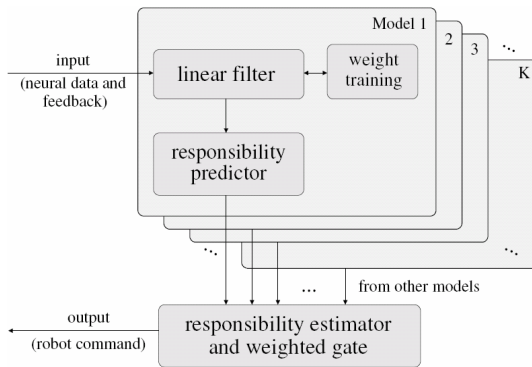 Model 1
2
3
K
input
(neural data and
feedback)
linear filter
weight
training
responsibility
predictor
...
...
...
...
from other models
output
(robot command)
responsibility estimator
and weighted gate